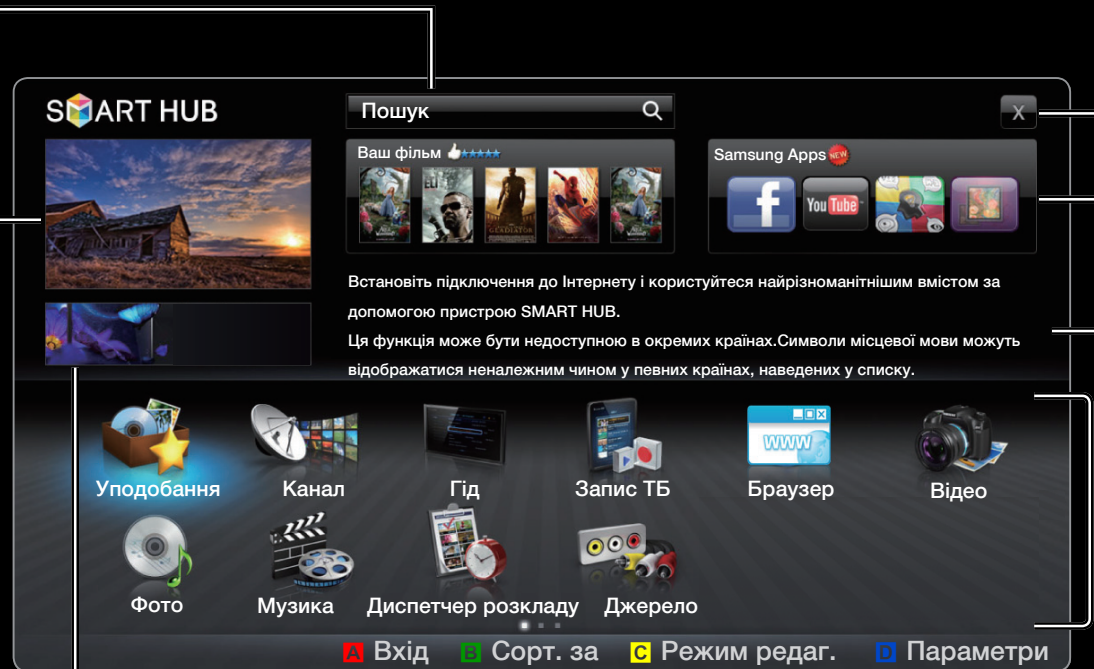 SMART HUB
Пошук
X
Ваш фільм
Samsung Apps NEW
ELI
GLADIATOR
f
You Tube
Встановіть підключення до Інтернету і користуйтеся найрізноманітнішим вмістом за
допомогою пристрою SMART HUB.
Ця функція може бути недоступною в окремих країнах.Символи місцевої мови можуть
відображатися неналежним чином у певних країнах, наведених у списку.
www
Уподобання Канал Гід Запис ТБ Браузер Відео
Фото Музика Диспетчер розкладу Джерело
A Вхід B Сорт. за C Режим редаг. D Параметри